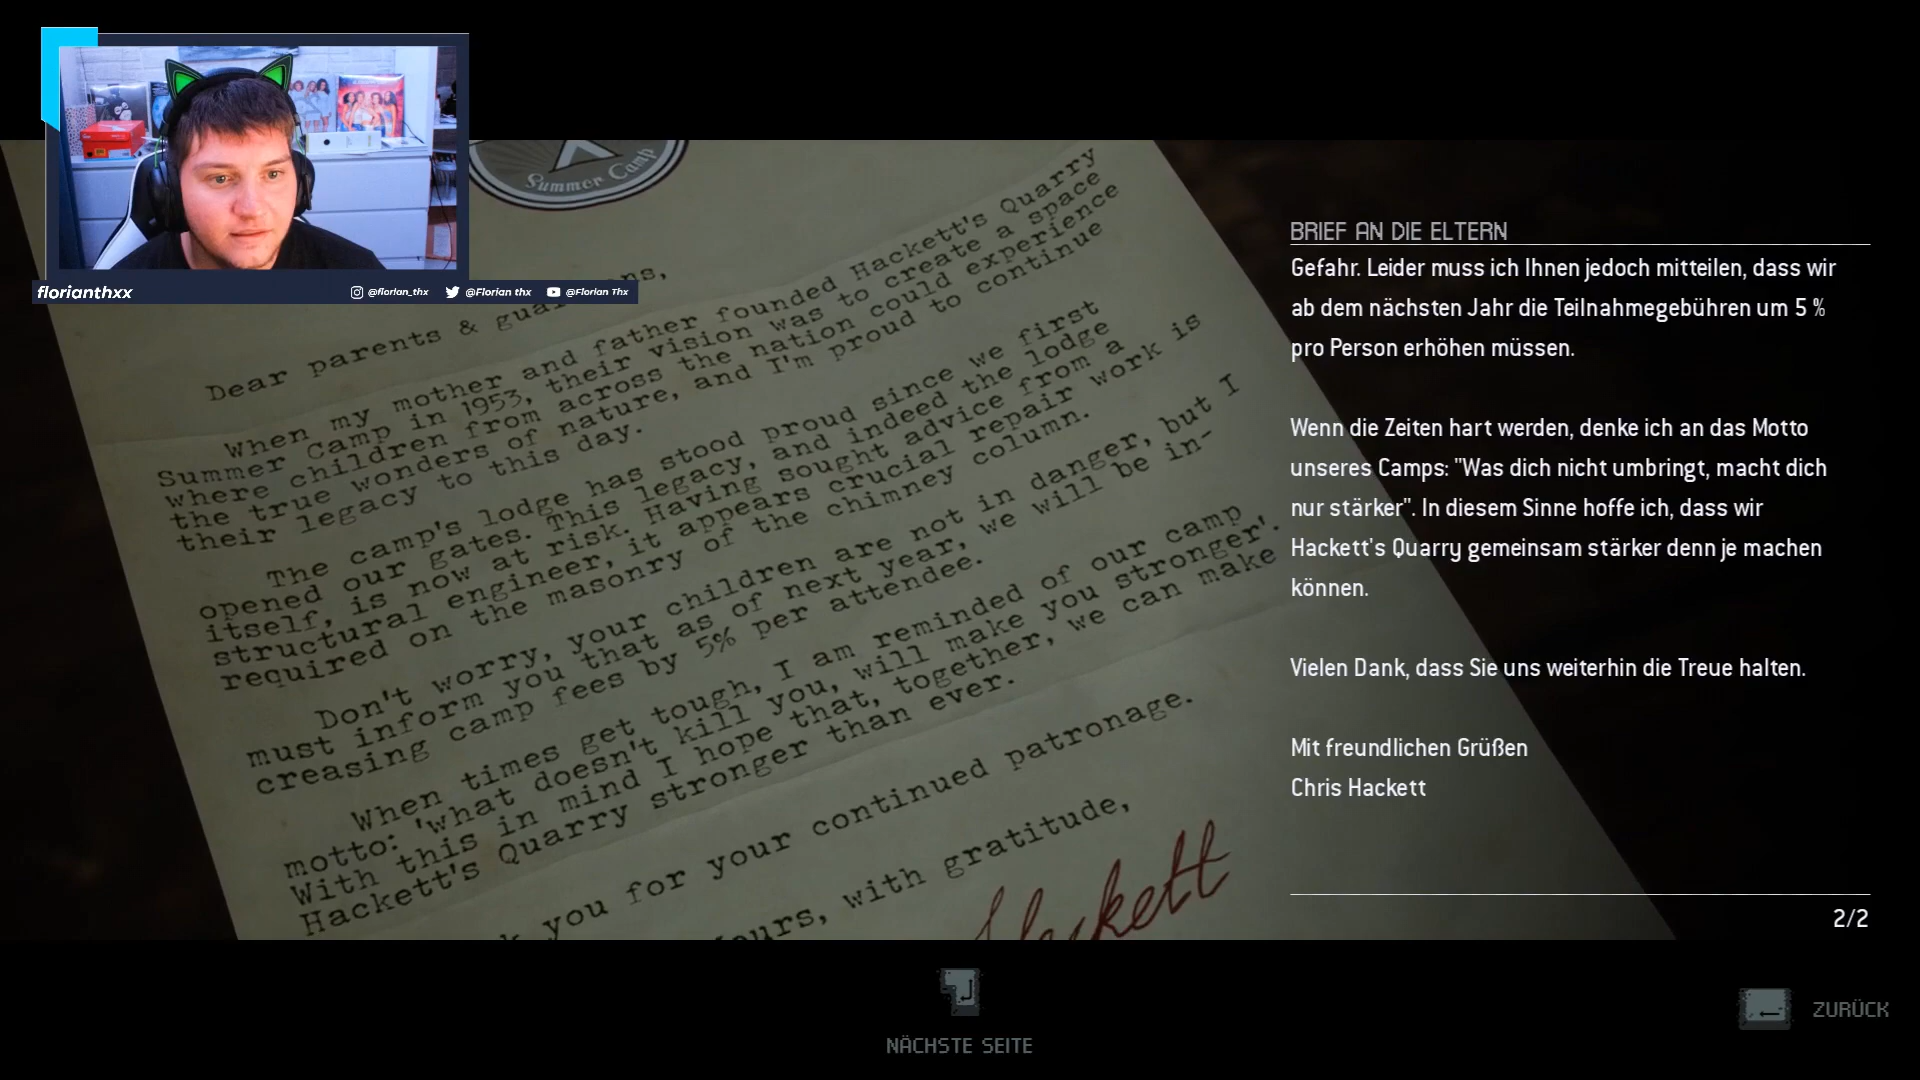 florianthxx
@florian_thx
@Florian thx
@Florian Thx
Summer Camp
Dear parents & guardians,
When my mother and father founded Hackett's Quarry
Summer Camp in 1953, their vision was to create a space
where children from across the nation could experience
the true wonders of nature, and I'm proud to continue
their legacy to this day.
The camp's lodge has stood proud since we first
opened our gates. This legacy, and indeed the lodge
itself, is now at risk. Having sought advice from a
structural engineer, it appears crucial repair work is
required on the masonry of the chimney column.
Don't worry, your children are not in danger, but I
must inform you that as of next year, we will be in-
creasing camp fees by 5% per attendee.
When times get tough, I am reminded of our camp
motto: 'what doesn't kill you, will make you stronger'.
With this in mind I hope that, together, we can make
Hackett's Quarry stronger than ever.
you for your continued patronage.
Yours, with gratitude,
Hackett
BRIEF AN DIE ELTERN
Gefahr. Leider muss ich Ihnen jedoch mitteilen, dass wir
ab dem nächsten Jahr die Teilnahmegebühren um 5 %
pro Person erhöhen müssen.
Wenn die Zeiten hart werden, denke ich an das Motto
unseres Camps: "Was dich nicht umbringt, macht dich
nur stärker". In diesem Sinne hoffe ich, dass wir
Hackett's Quarry gemeinsam stärker denn je machen
können.
Vielen Dank, dass Sie uns weiterhin die Treue halten.
Mit freundlichen Grüßen
Chris Hackett
2/2
NÄCHSTE SEITE
ZURÜCK